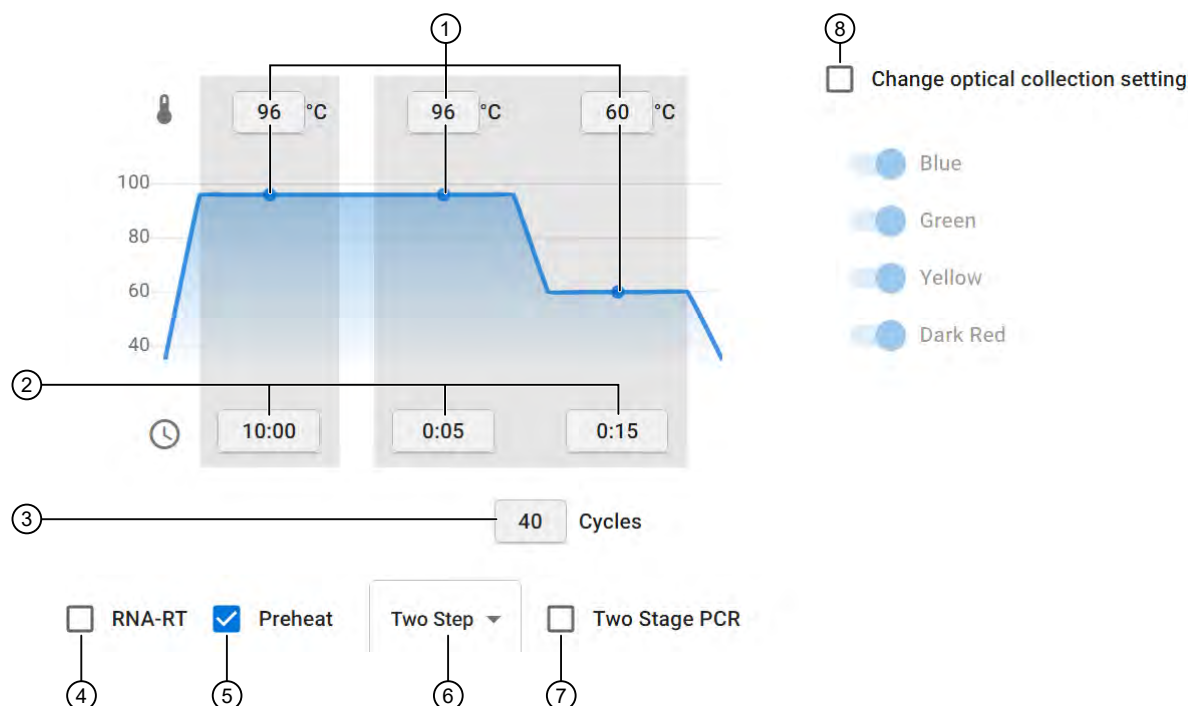 1
8
96 °C
96 °C
60 °C
Change optical collection setting
100
80
60
40
Blue
Green
Yellow
Dark Red
2
10:00
0:05
0:15
3
40 Cycles
RNA-RT
Preheat
Two Step
Two Stage PCR
4
5
6
7